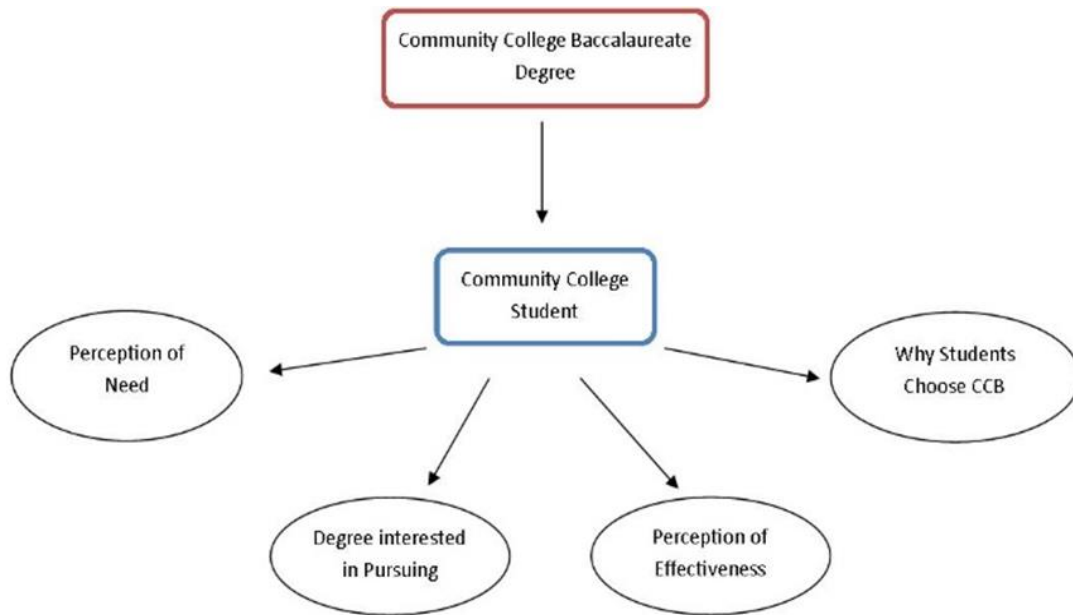 Community College Baccalaureate
Degree
Community College
Student
Perception of
Need
Why Students
Choose CCB
Degree interested
in Pursuing
Perception of
Effectiveness